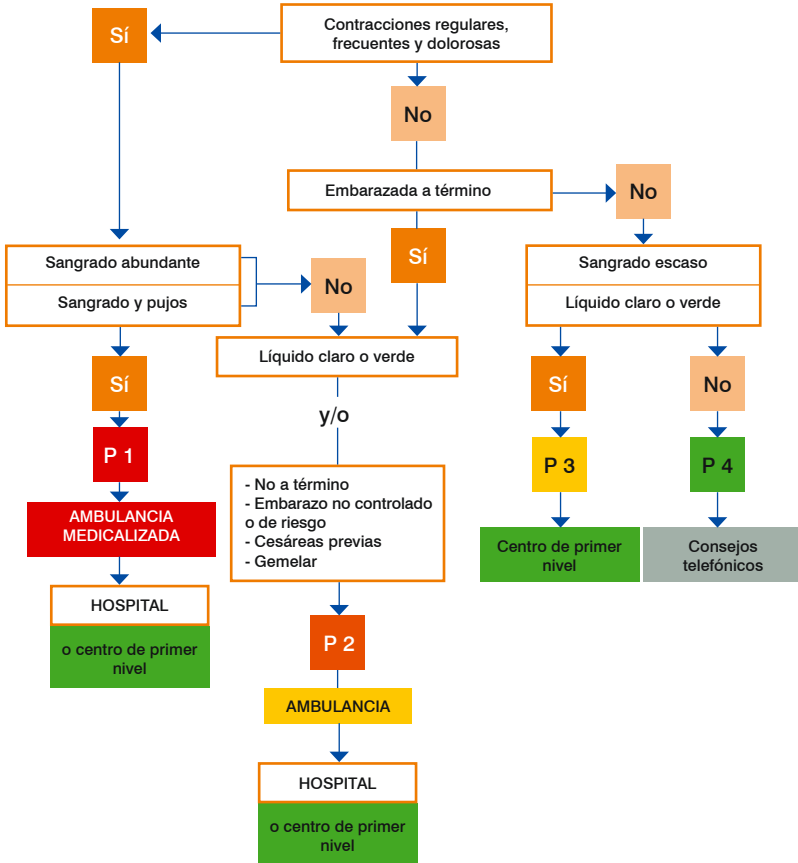 Contracciones regulares,
frecuentes y dolorosas
Sí
No
Embarazada a término
No
Sí
Sangrado abundante
Sangrado y pujos
No
Sangrado escaso
Líquido claro o verde
Líquido claro o verde
Sí
Sí
No
y/o
P 1
P 3
P 4
- No a término
- Embarazo no controlado
o de riesgo
- Cesáreas previas
- Gemelar
AMBULANCIA
MEDICALIZADA
Centro de primer
nivel
Consejos
telefónicos
HOSPITAL
o centro de primer
nivel
P 2
AMBULANCIA
HOSPITAL
o centro de primer
nivel